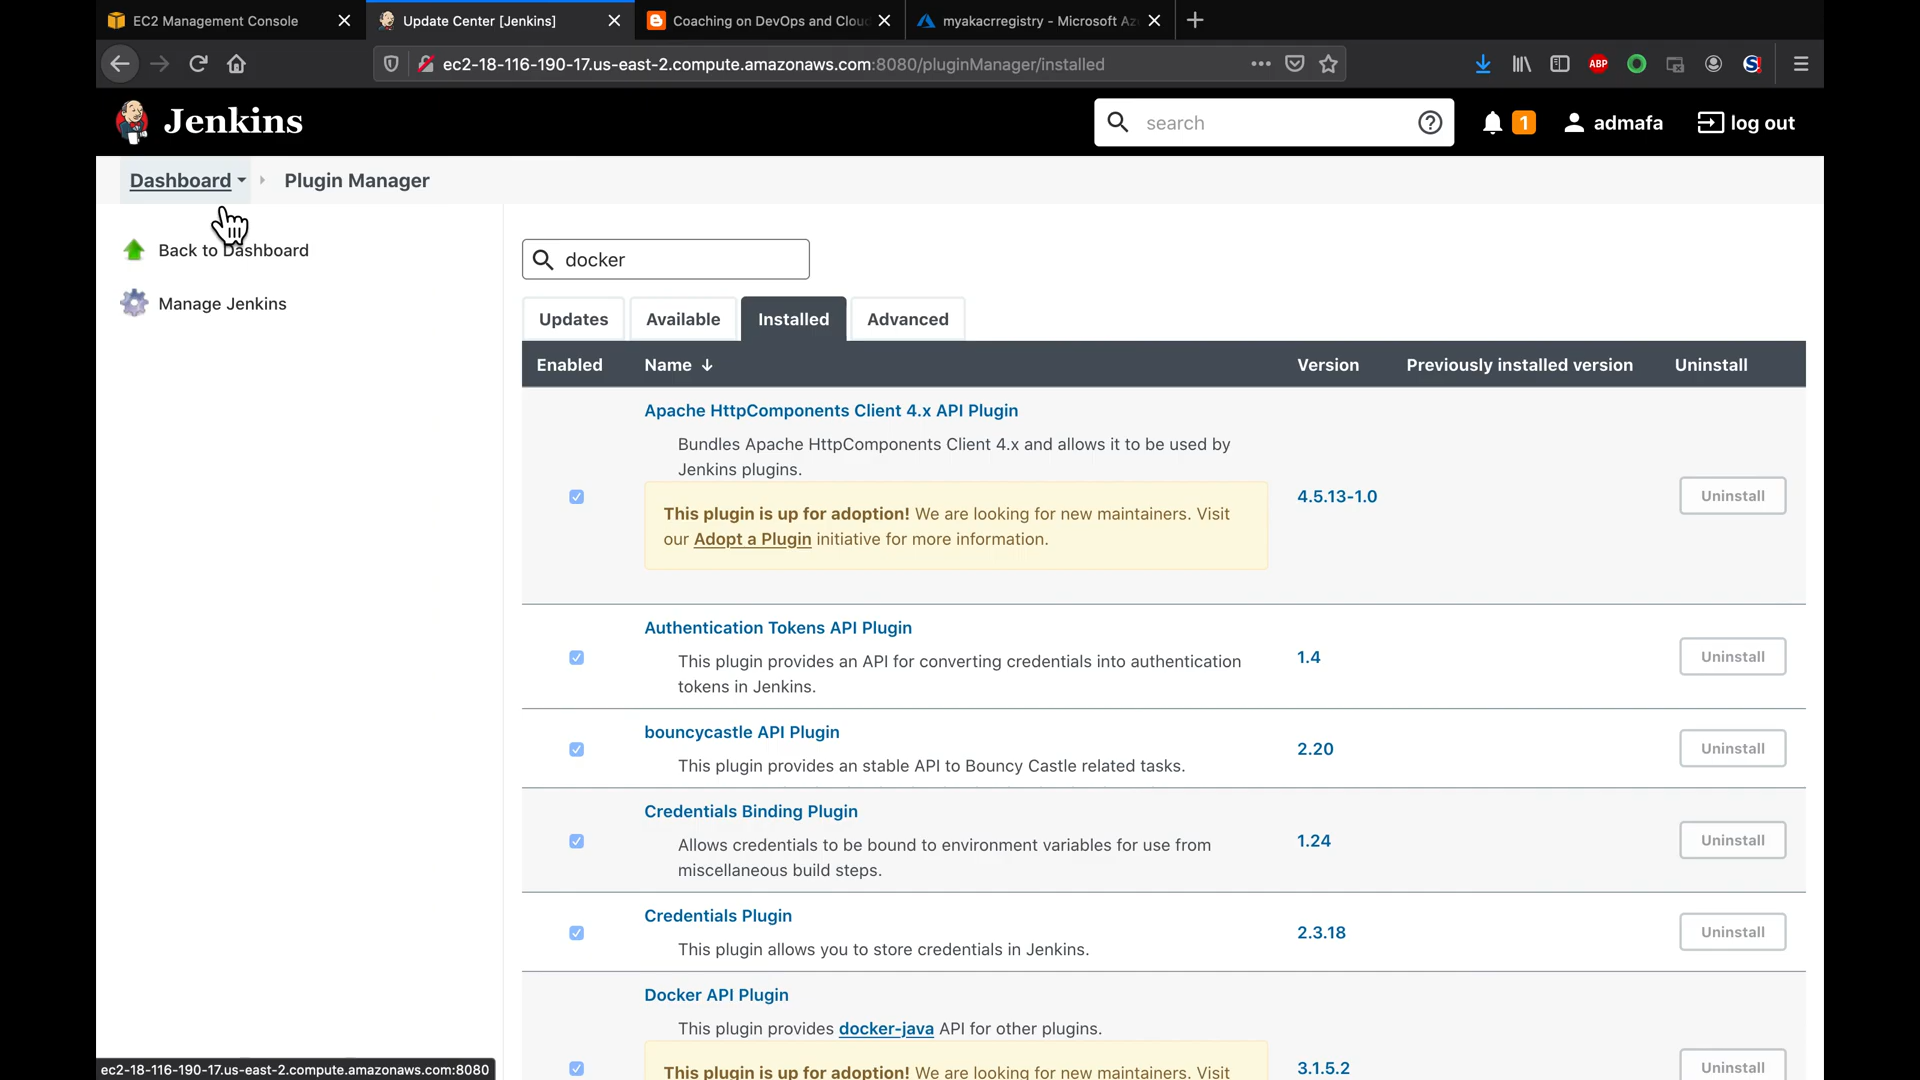 EC2 Management Console
Update Center [Jenkins]
Coaching on DevOps and Clou
myakacrregistry - Microsoft Az
ec2-18-116-190-17.us-east-2.compute.amazonaws.com:8080/pluginManager/installed
ABP
Jenkins
search
1
admafa
log out
Dashboard
Plugin Manager
Back to Dashboard
Manage Jenkins
docker
Updates
Available
Installed
Advanced
Enabled
Name ↓
Version
Previously installed version
Uninstall
Apache HttpComponents Client 4.x API Plugin
Bundles Apache HttpComponents Client 4.x and allows it to be used by
Jenkins plugins.
This plugin is up for adoption! We are looking for new maintainers. Visit
our Adopt a Plugin initiative for more information.
4.5.13-1.0
Uninstall
Authentication Tokens API Plugin
This plugin provides an API for converting credentials into authentication
tokens in Jenkins.
1.4
Uninstall
bouncycastle API Plugin
This plugin provides an stable API to Bouncy Castle related tasks.
2.20
Uninstall
Credentials Binding Plugin
Allows credentials to be bound to environment variables for use from
miscellaneous build steps.
1.24
Uninstall
Credentials Plugin
This plugin allows you to store credentials in Jenkins.
2.3.18
Uninstall
Docker API Plugin
This plugin provides docker-java API for other plugins.
This plugin is up for adoption! We are looking for new maintainers. Visit
3.1.5.2
Uninstall
ec2-18-116-190-17.us-east-2.compute.amazonaws.com:8080